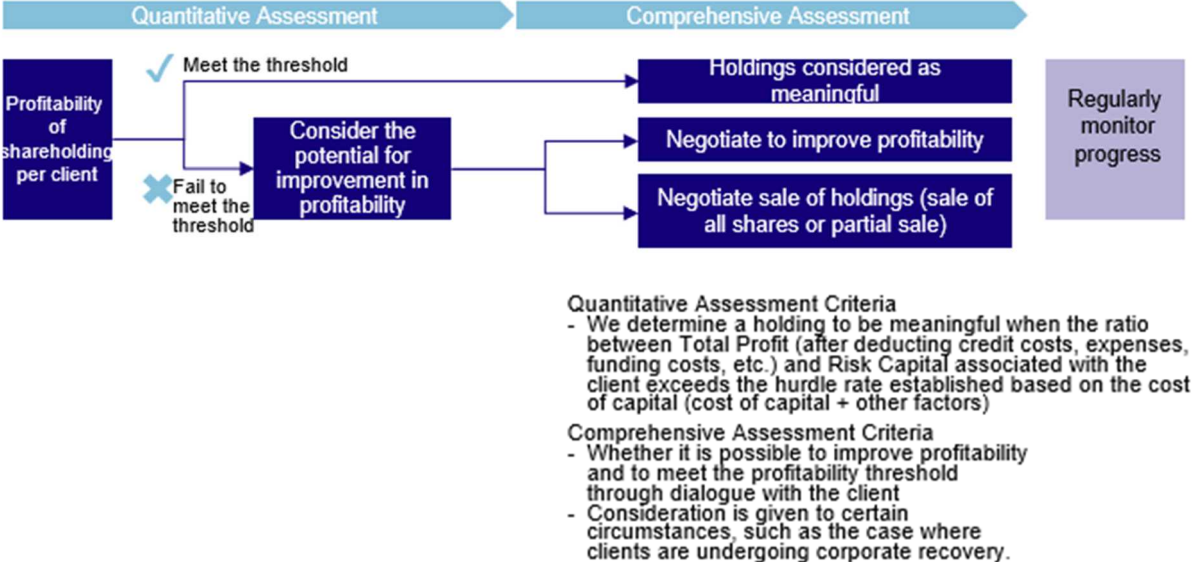 Quantitative Assessment
Comprehensive Assessment
Profitability
of
shareholding
per client
Meet the threshold
Fail to
meet the
threshold
Consider the
potential for
improvement in
profitability
Holdings considered as
meaningful
Negotiate to improve profitability
Negotiate sale of holdings (sale of
all shares or partial sale)
Regularly
monitor
progress
Quantitative Assessment Criteria
- We determine a holding to be meaningful when the ratio
between Total Profit (after deducting credit costs, expenses,
funding costs, etc.) and Risk Capital associated with the
client exceeds the hurdle rate established based on the cost
of capital (cost of capital + other factors)
Comprehensive Assessment Criteria
- Whether it is possible to improve profitability
and to meet the profitability threshold
through dialogue with the client
- Consideration is given to certain
circumstances, such as the case where
clients are undergoing corporate recovery.